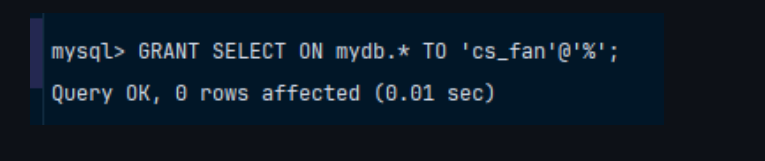 mysql> GRANT SELECT ON mydb.* TO 'cs_fan'@'%';
Query OK, 0 rows affected (0.01 sec)